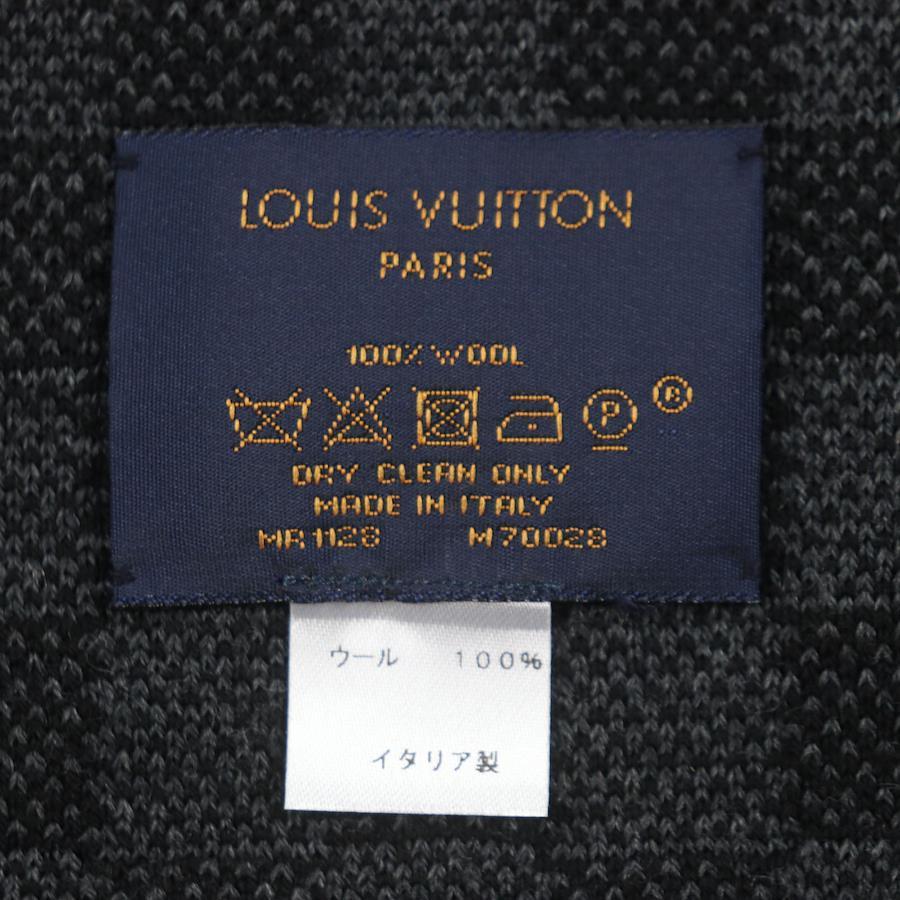 LOUIS VUITTON
PARIS
100% WOOL
P ®
DRY CLEAN ONLY
MADE IN ITALY
MR1128 M70028
ウール 100%
イタリア製